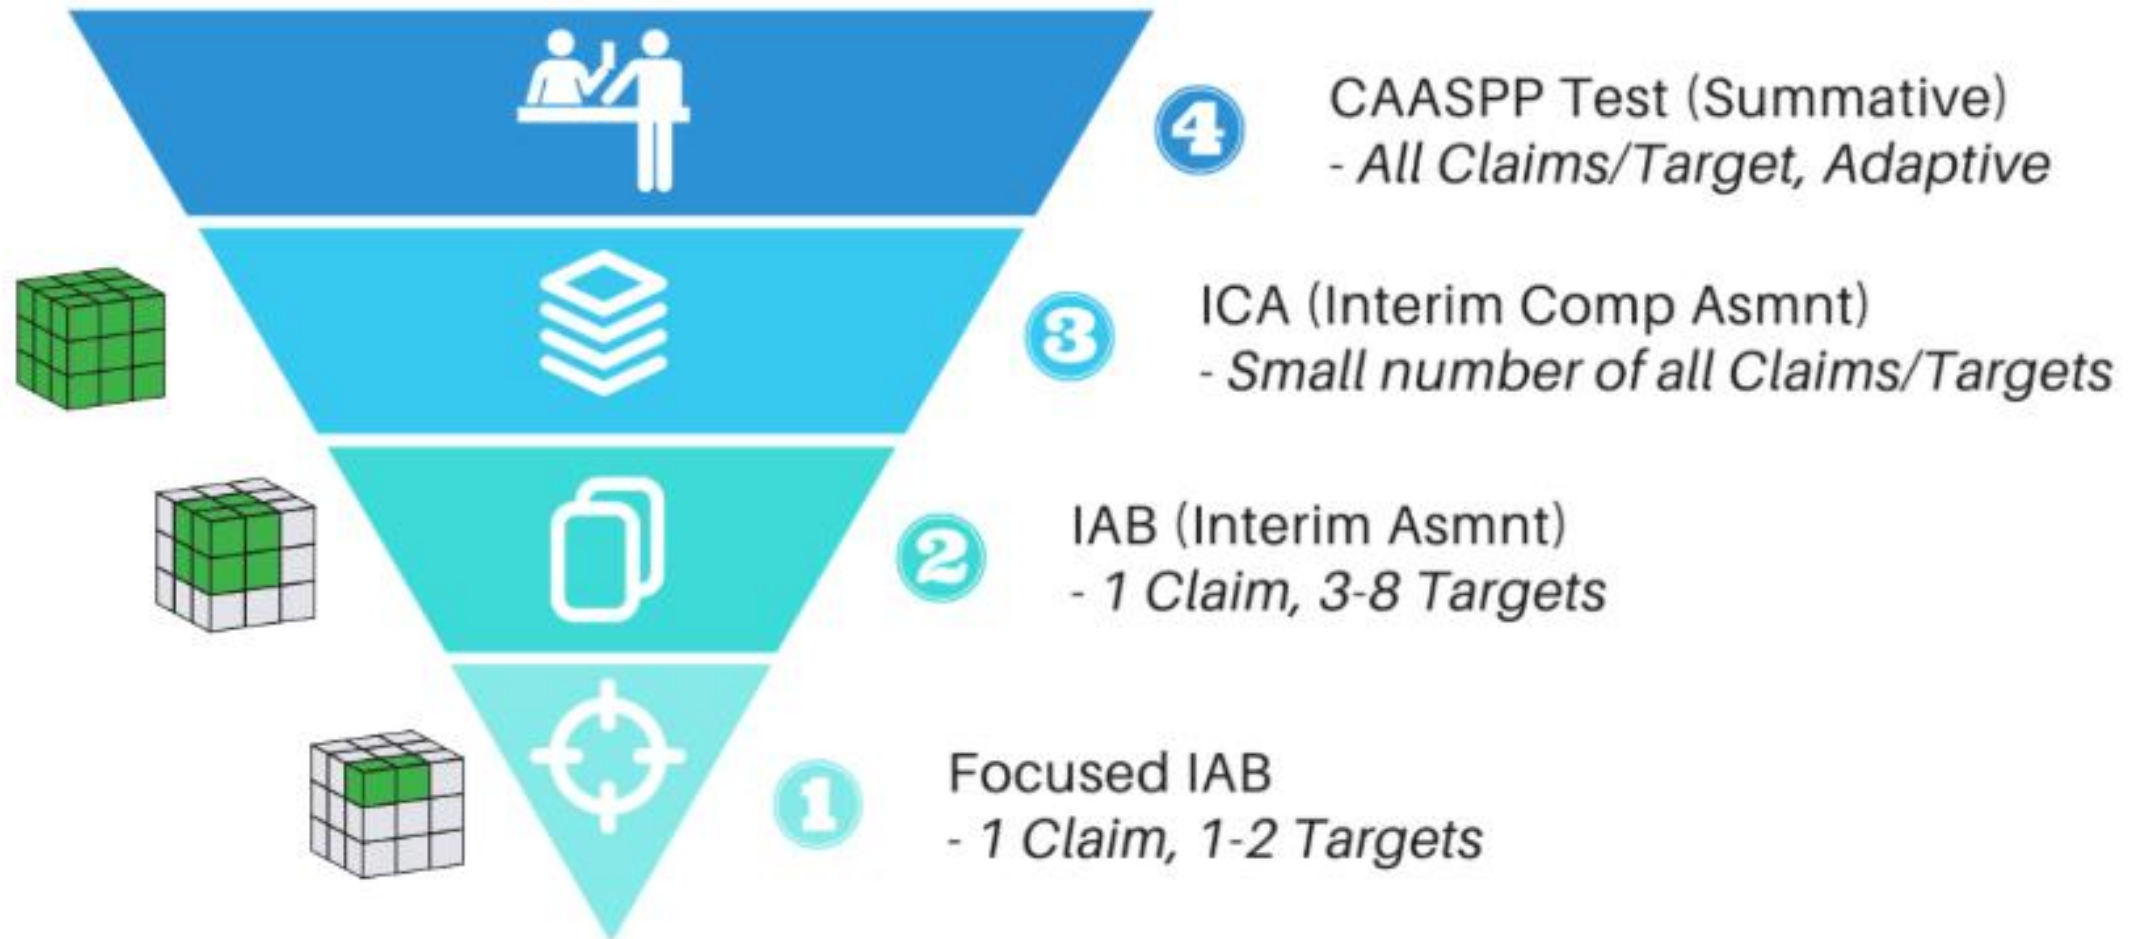 4
CAASPP Test (Summative)
- All Claims/Target, Adaptive
3
ICA (Interim Comp Asmnt)
- Small number of all Claims/Targets
2
IAB (Interim Asmnt)
- 1 Claim, 3-8 Targets
1
Focused IAB
- 1 Claim, 1-2 Targets